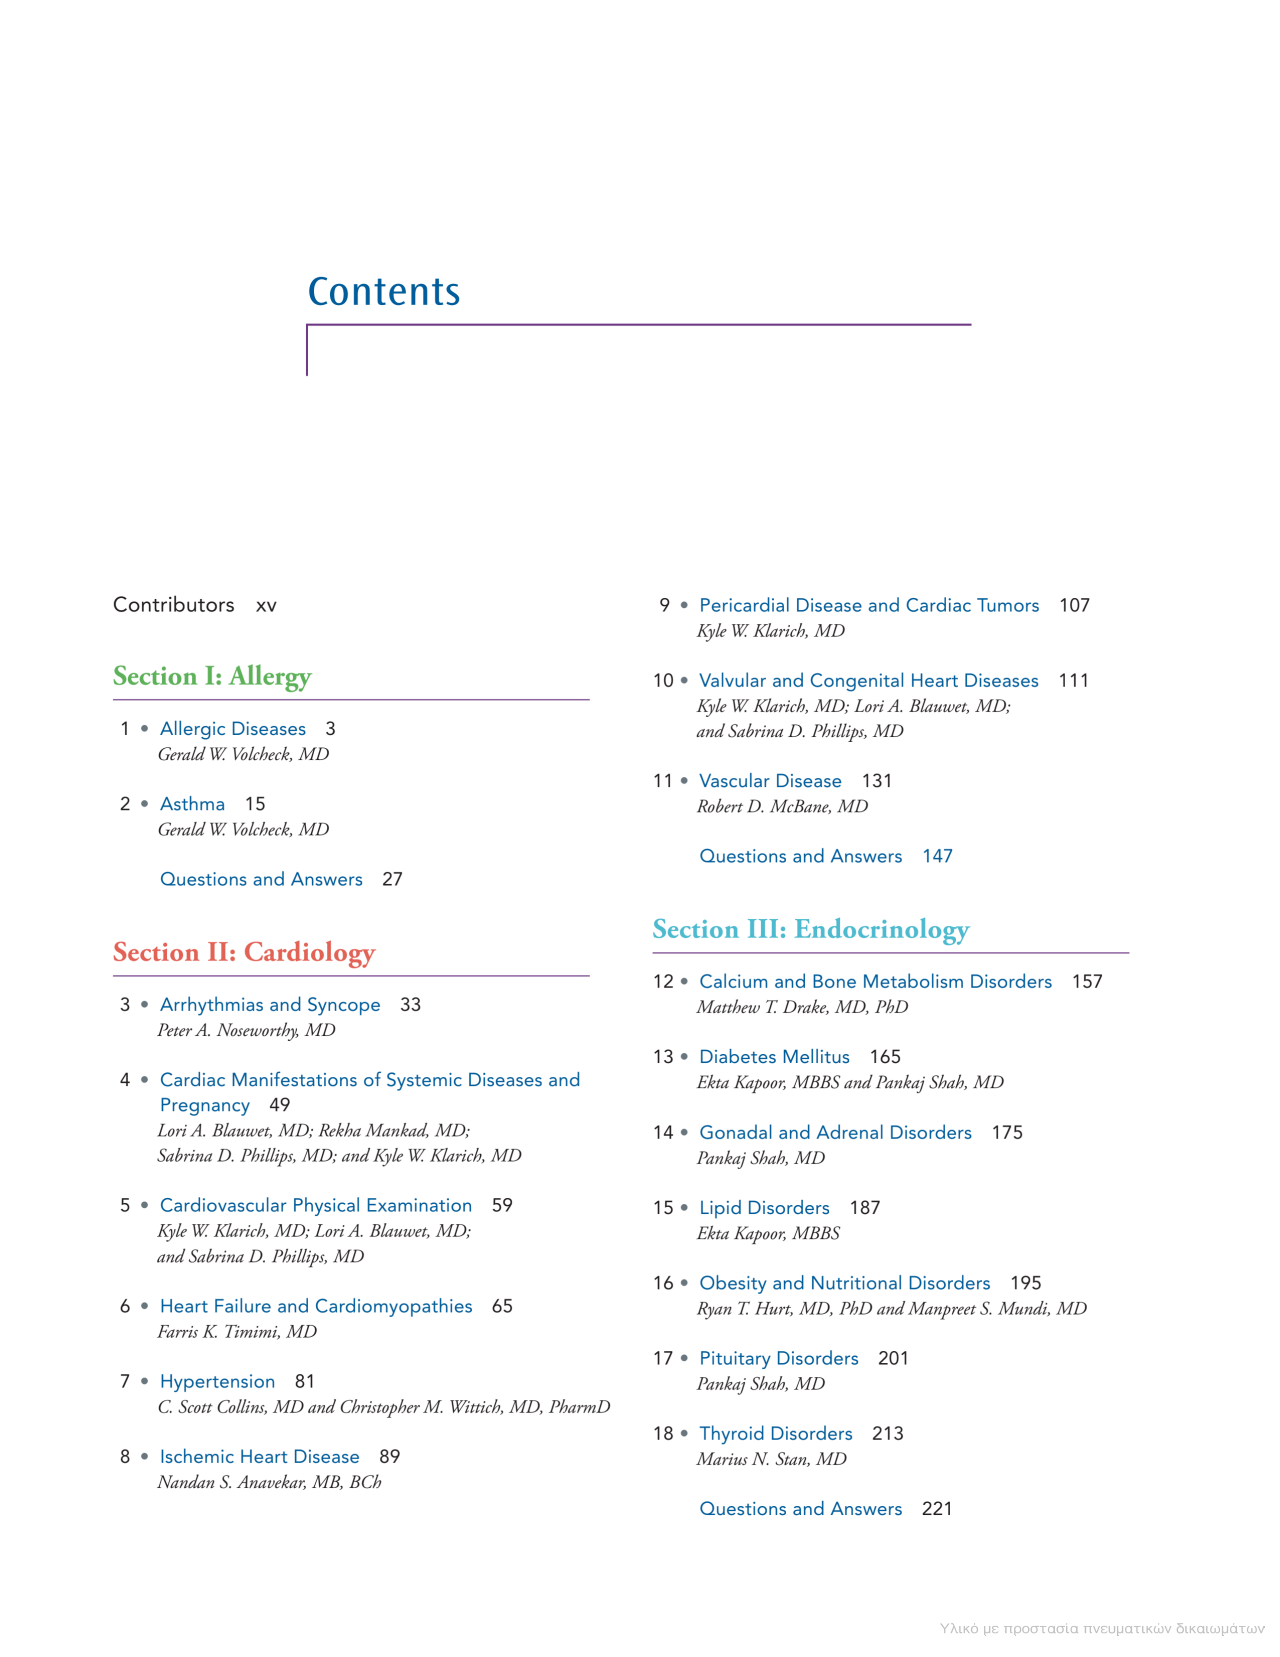 Contents
Contributors xv
Section I: Allergy
1 • Allergic Diseases 3
Gerald W. Volcheck, MD
2 • Asthma 15
Gerald W. Volcheck, MD
Questions and Answers 27
Section II: Cardiology
3 • Arrhythmias and Syncope 33
Peter A. Noseworthy, MD
4 • Cardiac Manifestations of Systemic Diseases and
Pregnancy 49
Lori A. Blauwet, MD; Rekha Mankad, MD;
Sabrina D. Phillips, MD; and Kyle W. Klarich, MD
5 • Cardiovascular Physical Examination 59
Kyle W. Klarich, MD; Lori A. Blauwet, MD;
and Sabrina D. Phillips, MD
6 • Heart Failure and Cardiomyopathies 65
Farris K. Timimi, MD
7 • Hypertension 81
C. Scott Collins, MD and Christopher M. Wittich, MD, PharmD
8 • Ischemic Heart Disease 89
Nandan S. Anavekar, MB, BCh
9 • Pericardial Disease and Cardiac Tumors 107
Kyle W. Klarich, MD
10 • Valvular and Congenital Heart Diseases 111
Kyle W. Klarich, MD; Lori A. Blauwet, MD;
and Sabrina D. Phillips, MD
11 • Vascular Disease 131
Robert D. McBane, MD
Questions and Answers 147
Section III: Endocrinology
12 • Calcium and Bone Metabolism Disorders 157
Matthew T. Drake, MD, PhD
13 • Diabetes Mellitus 165
Ekta Kapoor, MBBS and Pankaj Shah, MD
14 • Gonadal and Adrenal Disorders 175
Pankaj Shah, MD
15 • Lipid Disorders 187
Ekta Kapoor, MBBS
16 • Obesity and Nutritional Disorders 195
Ryan T. Hurt, MD, PhD and Manpreet S. Mundi, MD
17 • Pituitary Disorders 201
Pankaj Shah, MD
18 • Thyroid Disorders 213
Marius N. Stan, MD
Questions and Answers 221
Υλικό με προστασία πνευματικών δικαιωμάτων